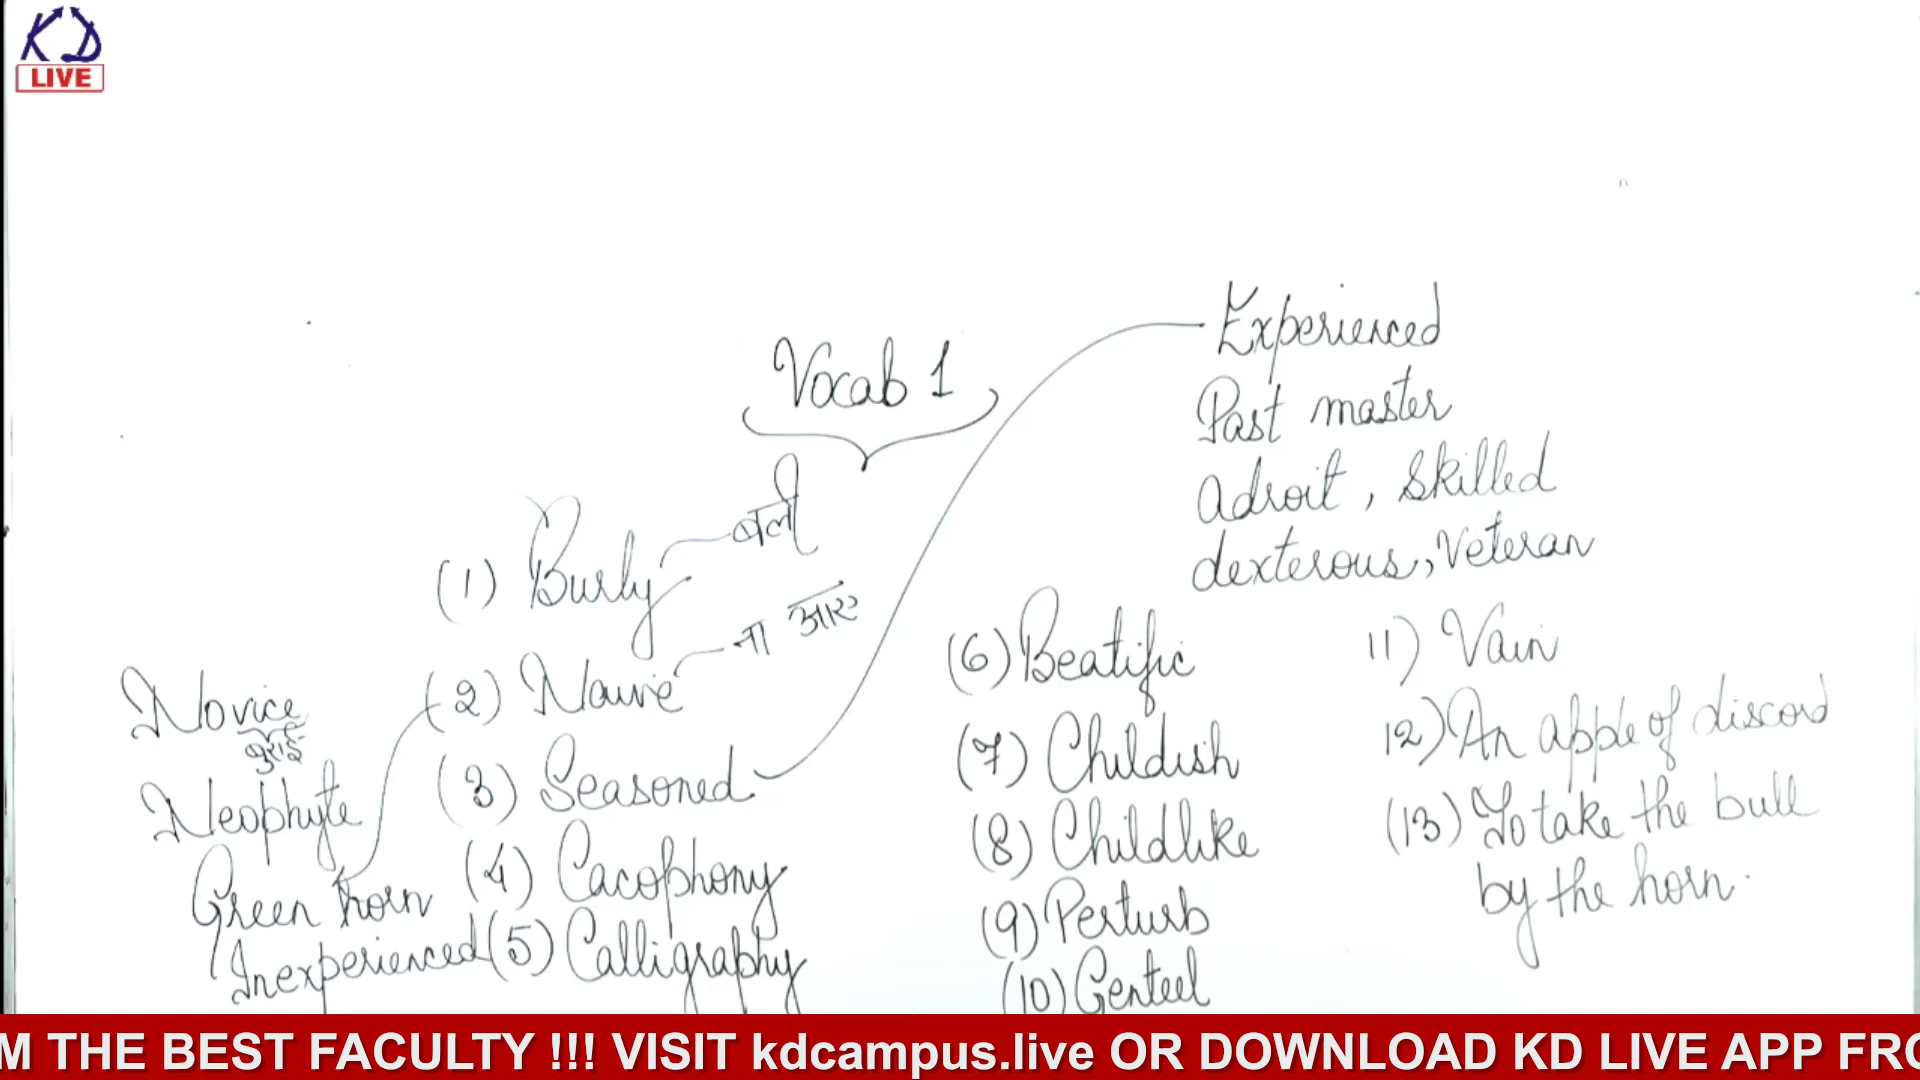 KD
LIVE
Vocab 1
Experienced
Past master
Adroit, Skilled
dexterous, Veteran
(1) Burly
बली
(2) Naive
ना आर
(3) Seasoned
(4) Cacophony
(5) Calligraphy
Novice
Neophyte
Green horn
Inexperienced
(6) Beatific
(7) Childish
(8) Childlike
(9) Perturb
(10) Genteel
11) Vain
12) An apple of discord
(13) To take the bull
by the horn.
M THE BEST FACULTY !!! VISIT kdcampus.live OR DOWNLOAD KD LIVE APP FRO